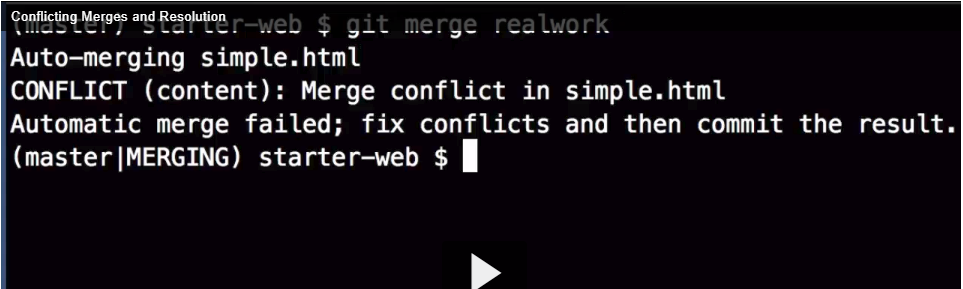 Conflicting Merges and Resolution
(master) starter-web $ git merge realwork
Auto-merging simple.html
CONFLICT (content): Merge conflict in simple.html
Automatic merge failed; fix conflicts and then commit the result.
(master|MERGING) starter-web $